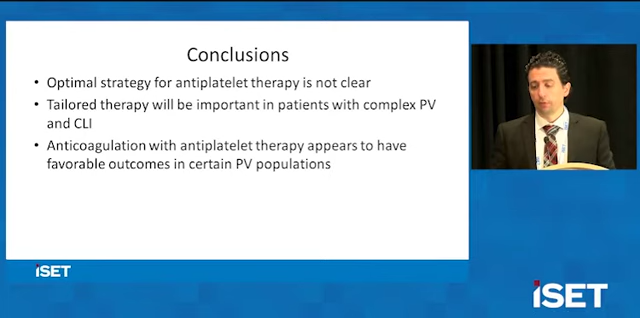 Conclusions
• Optimal strategy for antiplatelet therapy is not clear
• Tailored therapy will be important in patients with complex PV
and CLI
• Anticoagulation with antiplatelet therapy appears to have
favorable outcomes in certain PV populations
iSET
iSET